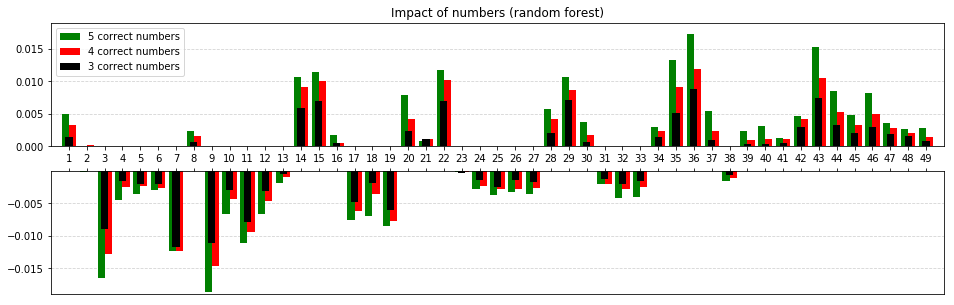 Impact of numbers (random forest)
5 correct numbers
4 correct numbers
3 correct numbers
0.015
0.010
0.005
0.000
1 2 3 4 5 6 7 8 9 10 11 12 13 14 15 16 17 18 19 20 21 22 23 24 25 26 27 28 29 30 31 32 33 34 35 36 37 38 39 40 41 42 43 44 45 46 47 48 49
−0.005
−0.010
−0.015